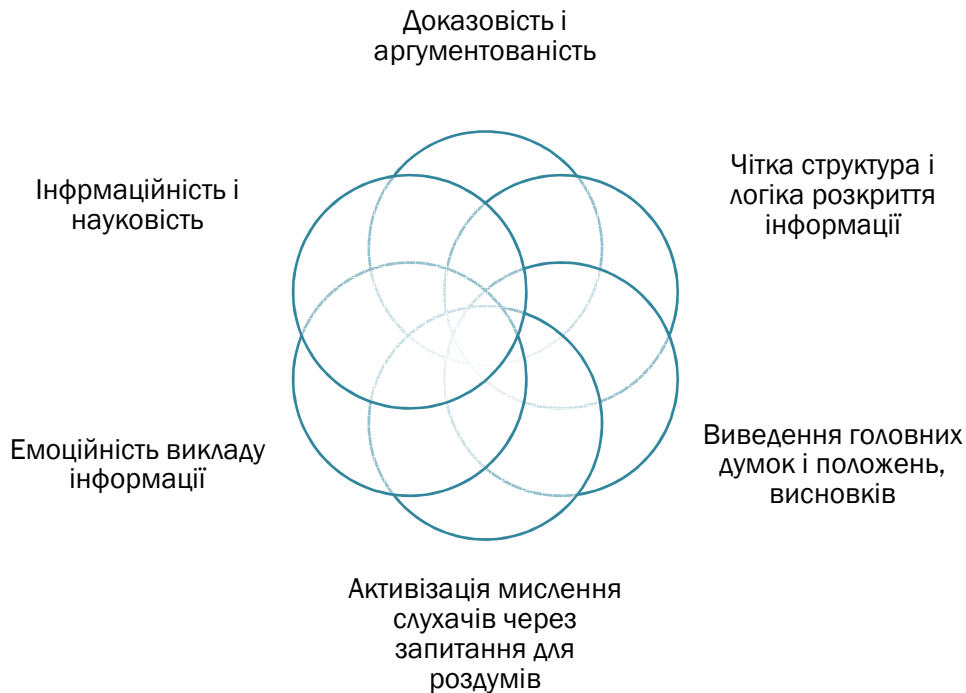 Доказовість і
аргументованість
Чітка структура і
логіка розкриття
інформації
Виведення головних
думок і положень,
висновків
Активізація мислення
слухачів через
запитання для
роздумів
Емоційність викладу
інформації
Інфрмаційність і
науковість